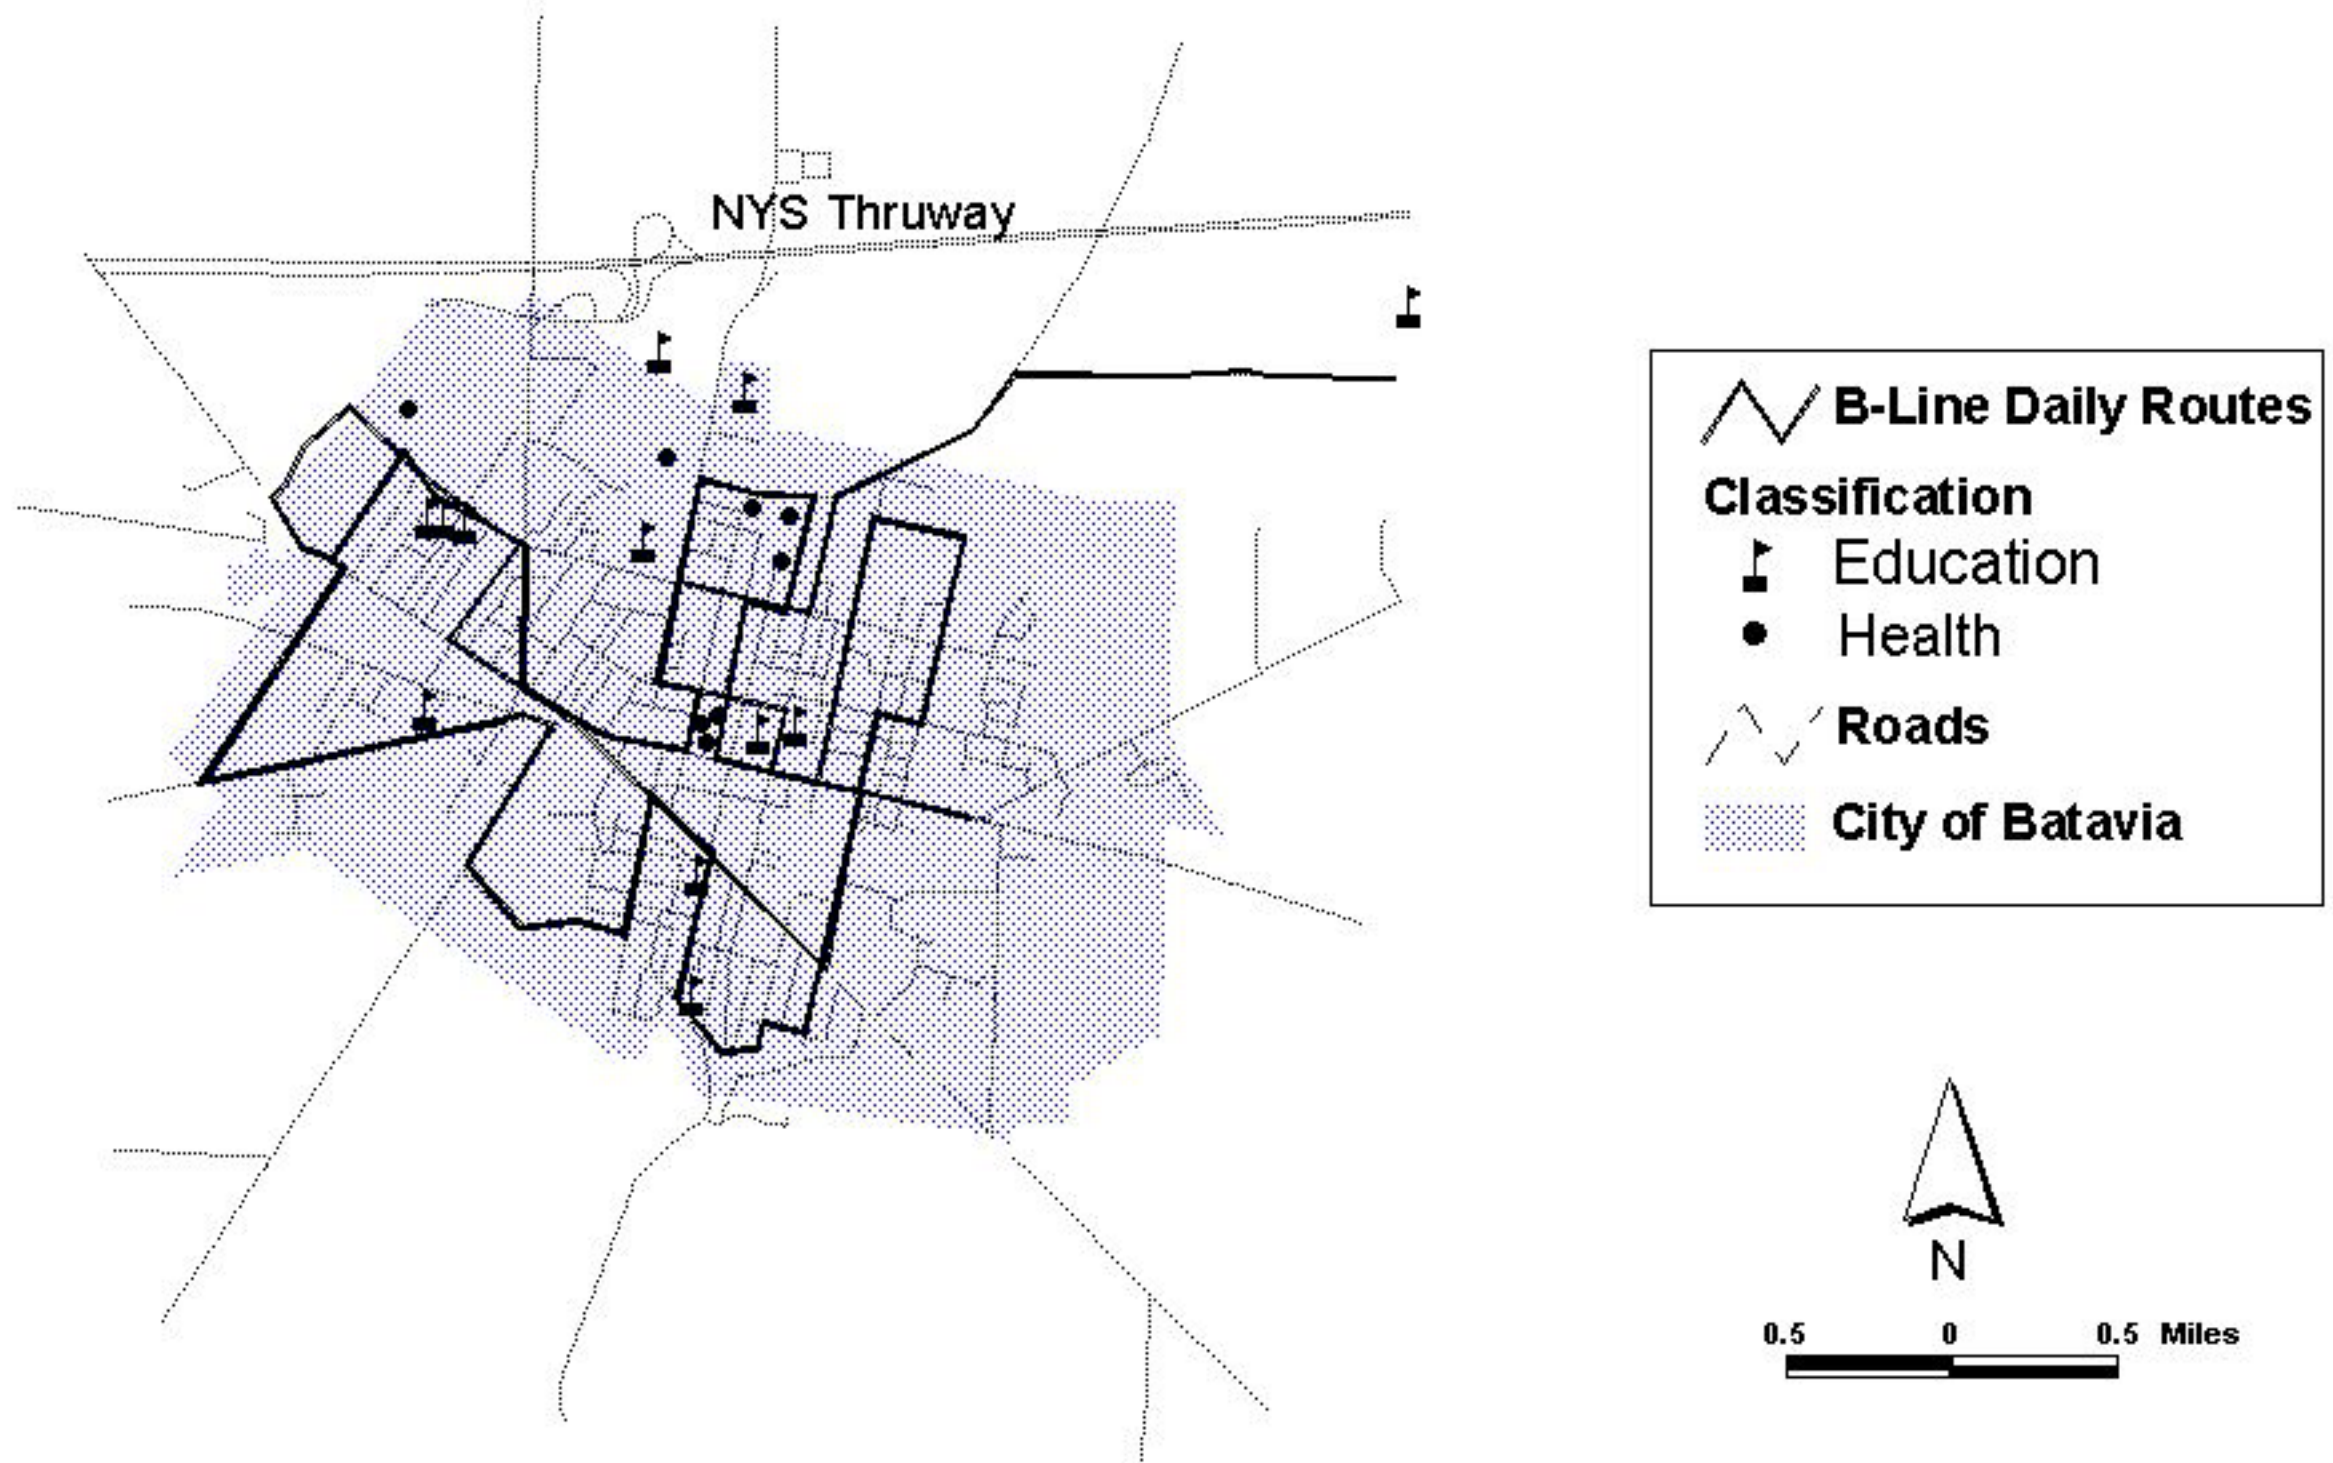 NYS Thruway
B-Line Daily Routes
Classification
Education
Health
Roads
City of Batavia
N
0.5 0 0.5 Miles